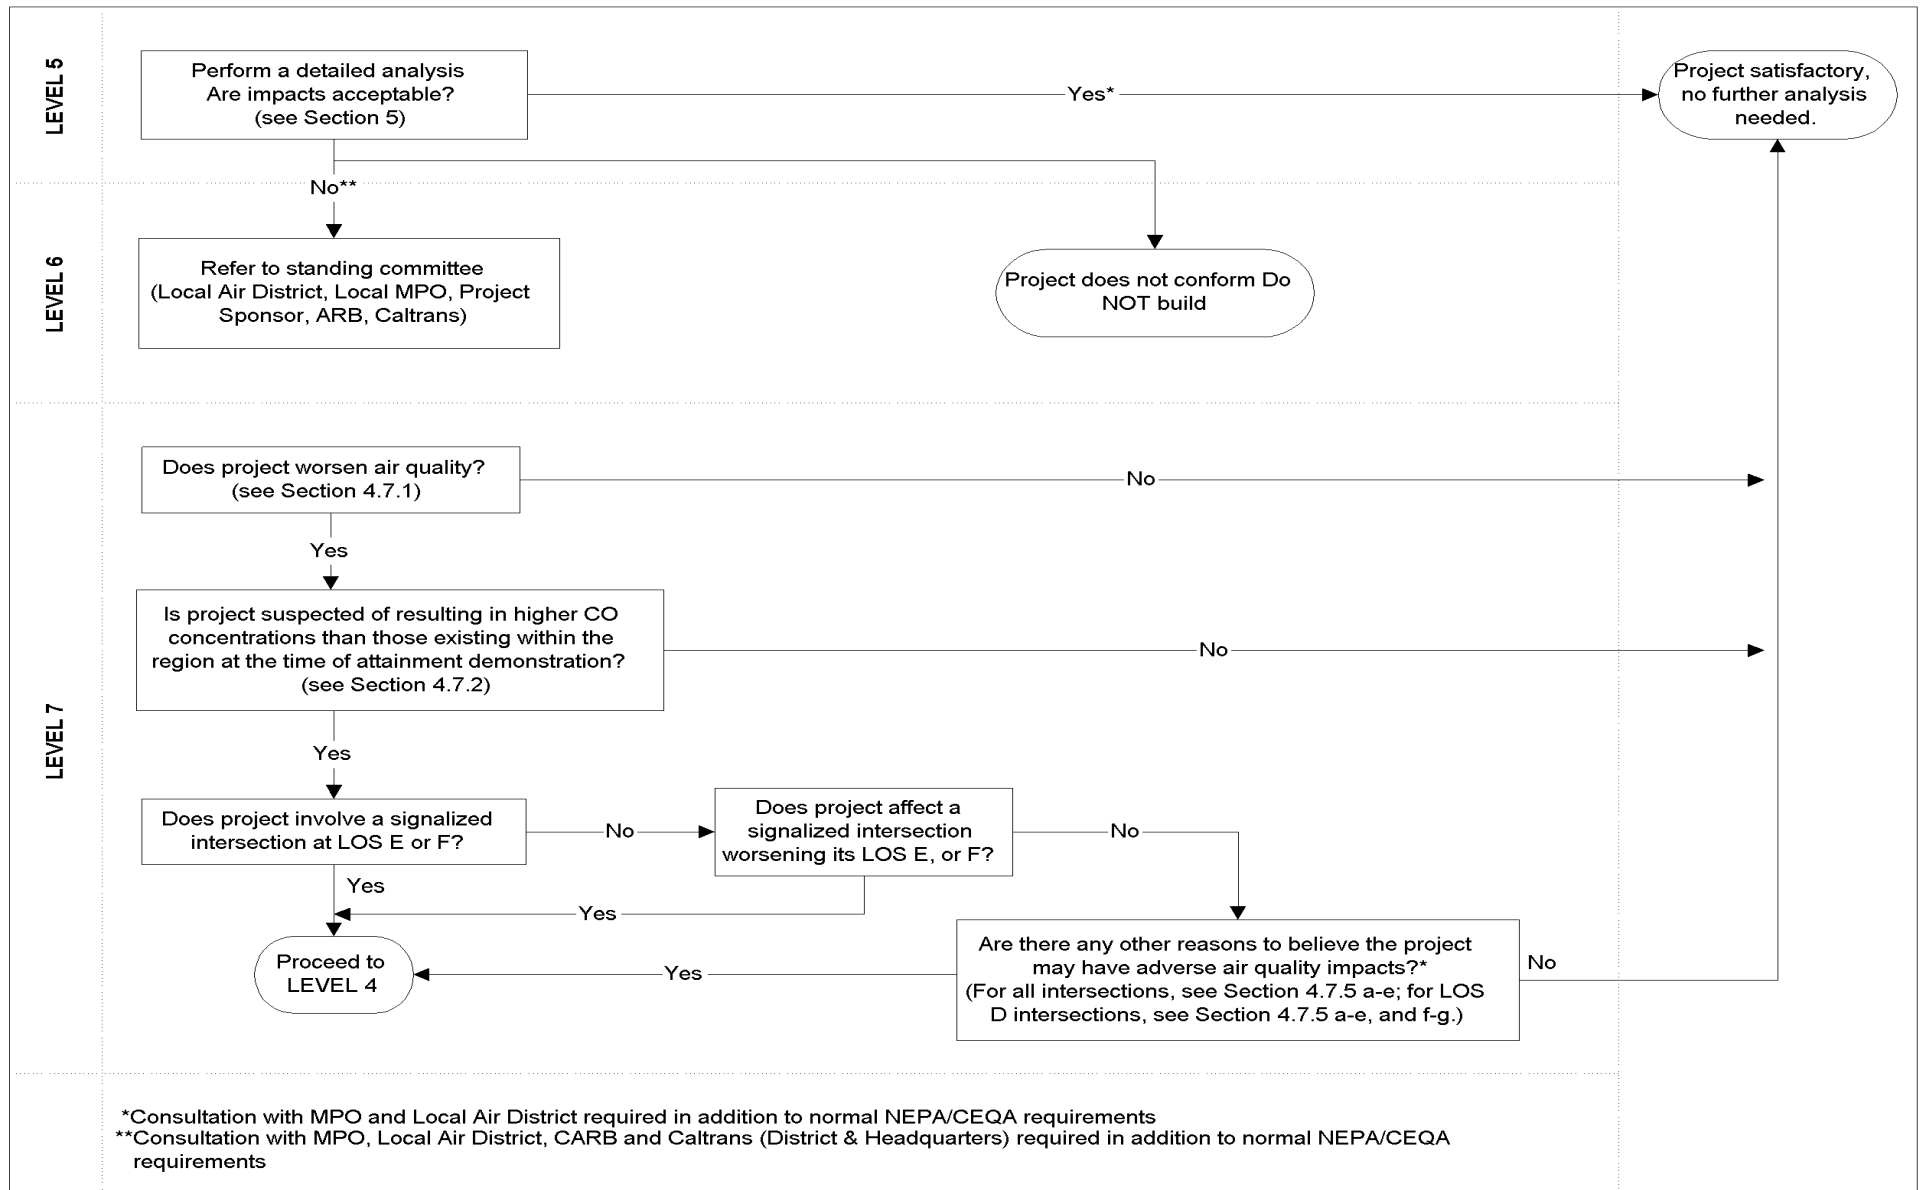 LEVEL 5
Perform a detailed analysis
Are impacts acceptable?
(see Section 5)
Yes*
Project satisfactory,
no further analysis
needed.
No**
LEVEL 6
Refer to standing committee
(Local Air District, Local MPO, Project
Sponsor, ARB, Caltrans)
Project does not conform Do
NOT build
LEVEL 7
Does project worsen air quality?
(see Section 4.7.1)
No
Yes
Is project suspected of resulting in higher CO
concentrations than those existing within the
region at the time of attainment demonstration?
(see Section 4.7.2)
No
Yes
Does project involve a signalized
intersection at LOS E or F?
No
Does project affect a
signalized intersection
worsening its LOS E, or F?
No
Yes
Yes
Proceed to
LEVEL 4
Yes
Are there any other reasons to believe the project
may have adverse air quality impacts?*
(For all intersections, see Section 4.7.5 a-e; for LOS
D intersections, see Section 4.7.5 a-e, and f-g.)
No
*Consultation with MPO and Local Air District required in addition to normal NEPA/CEQA requirements
**Consultation with MPO, Local Air District, CARB and Caltrans (District & Headquarters) required in addition to normal NEPA/CEQA
requirements